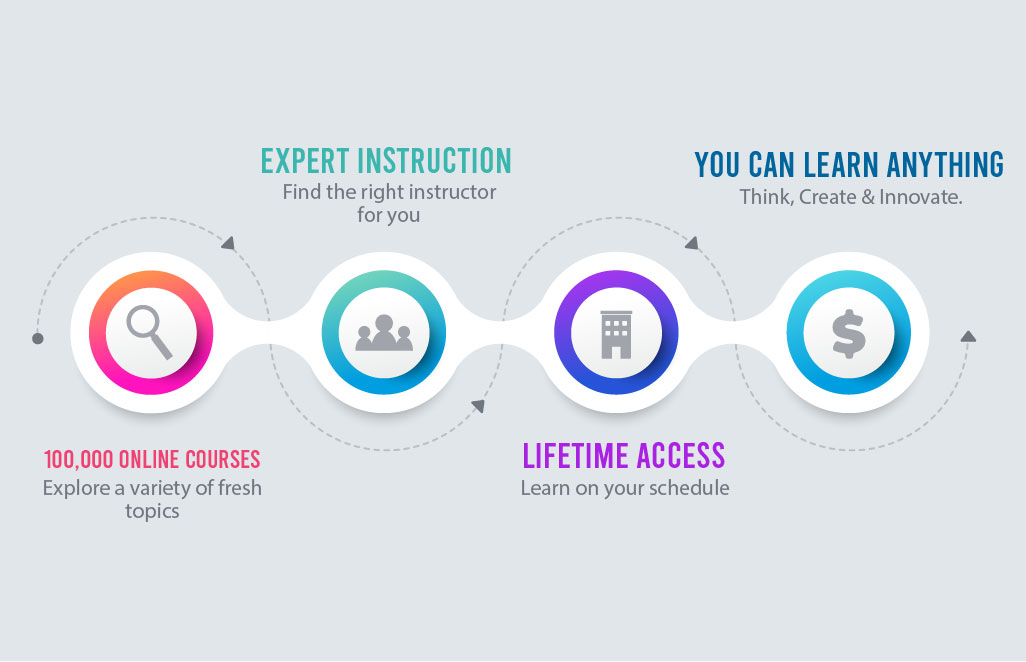 100,000 ONLINE COURSES
Explore a variety of fresh
topics
EXPERT INSTRUCTION
Find the right instructor
for you
LIFETIME ACCESS
Learn on your schedule
YOU CAN LEARN ANYTHING
Think, Create & Innovate.